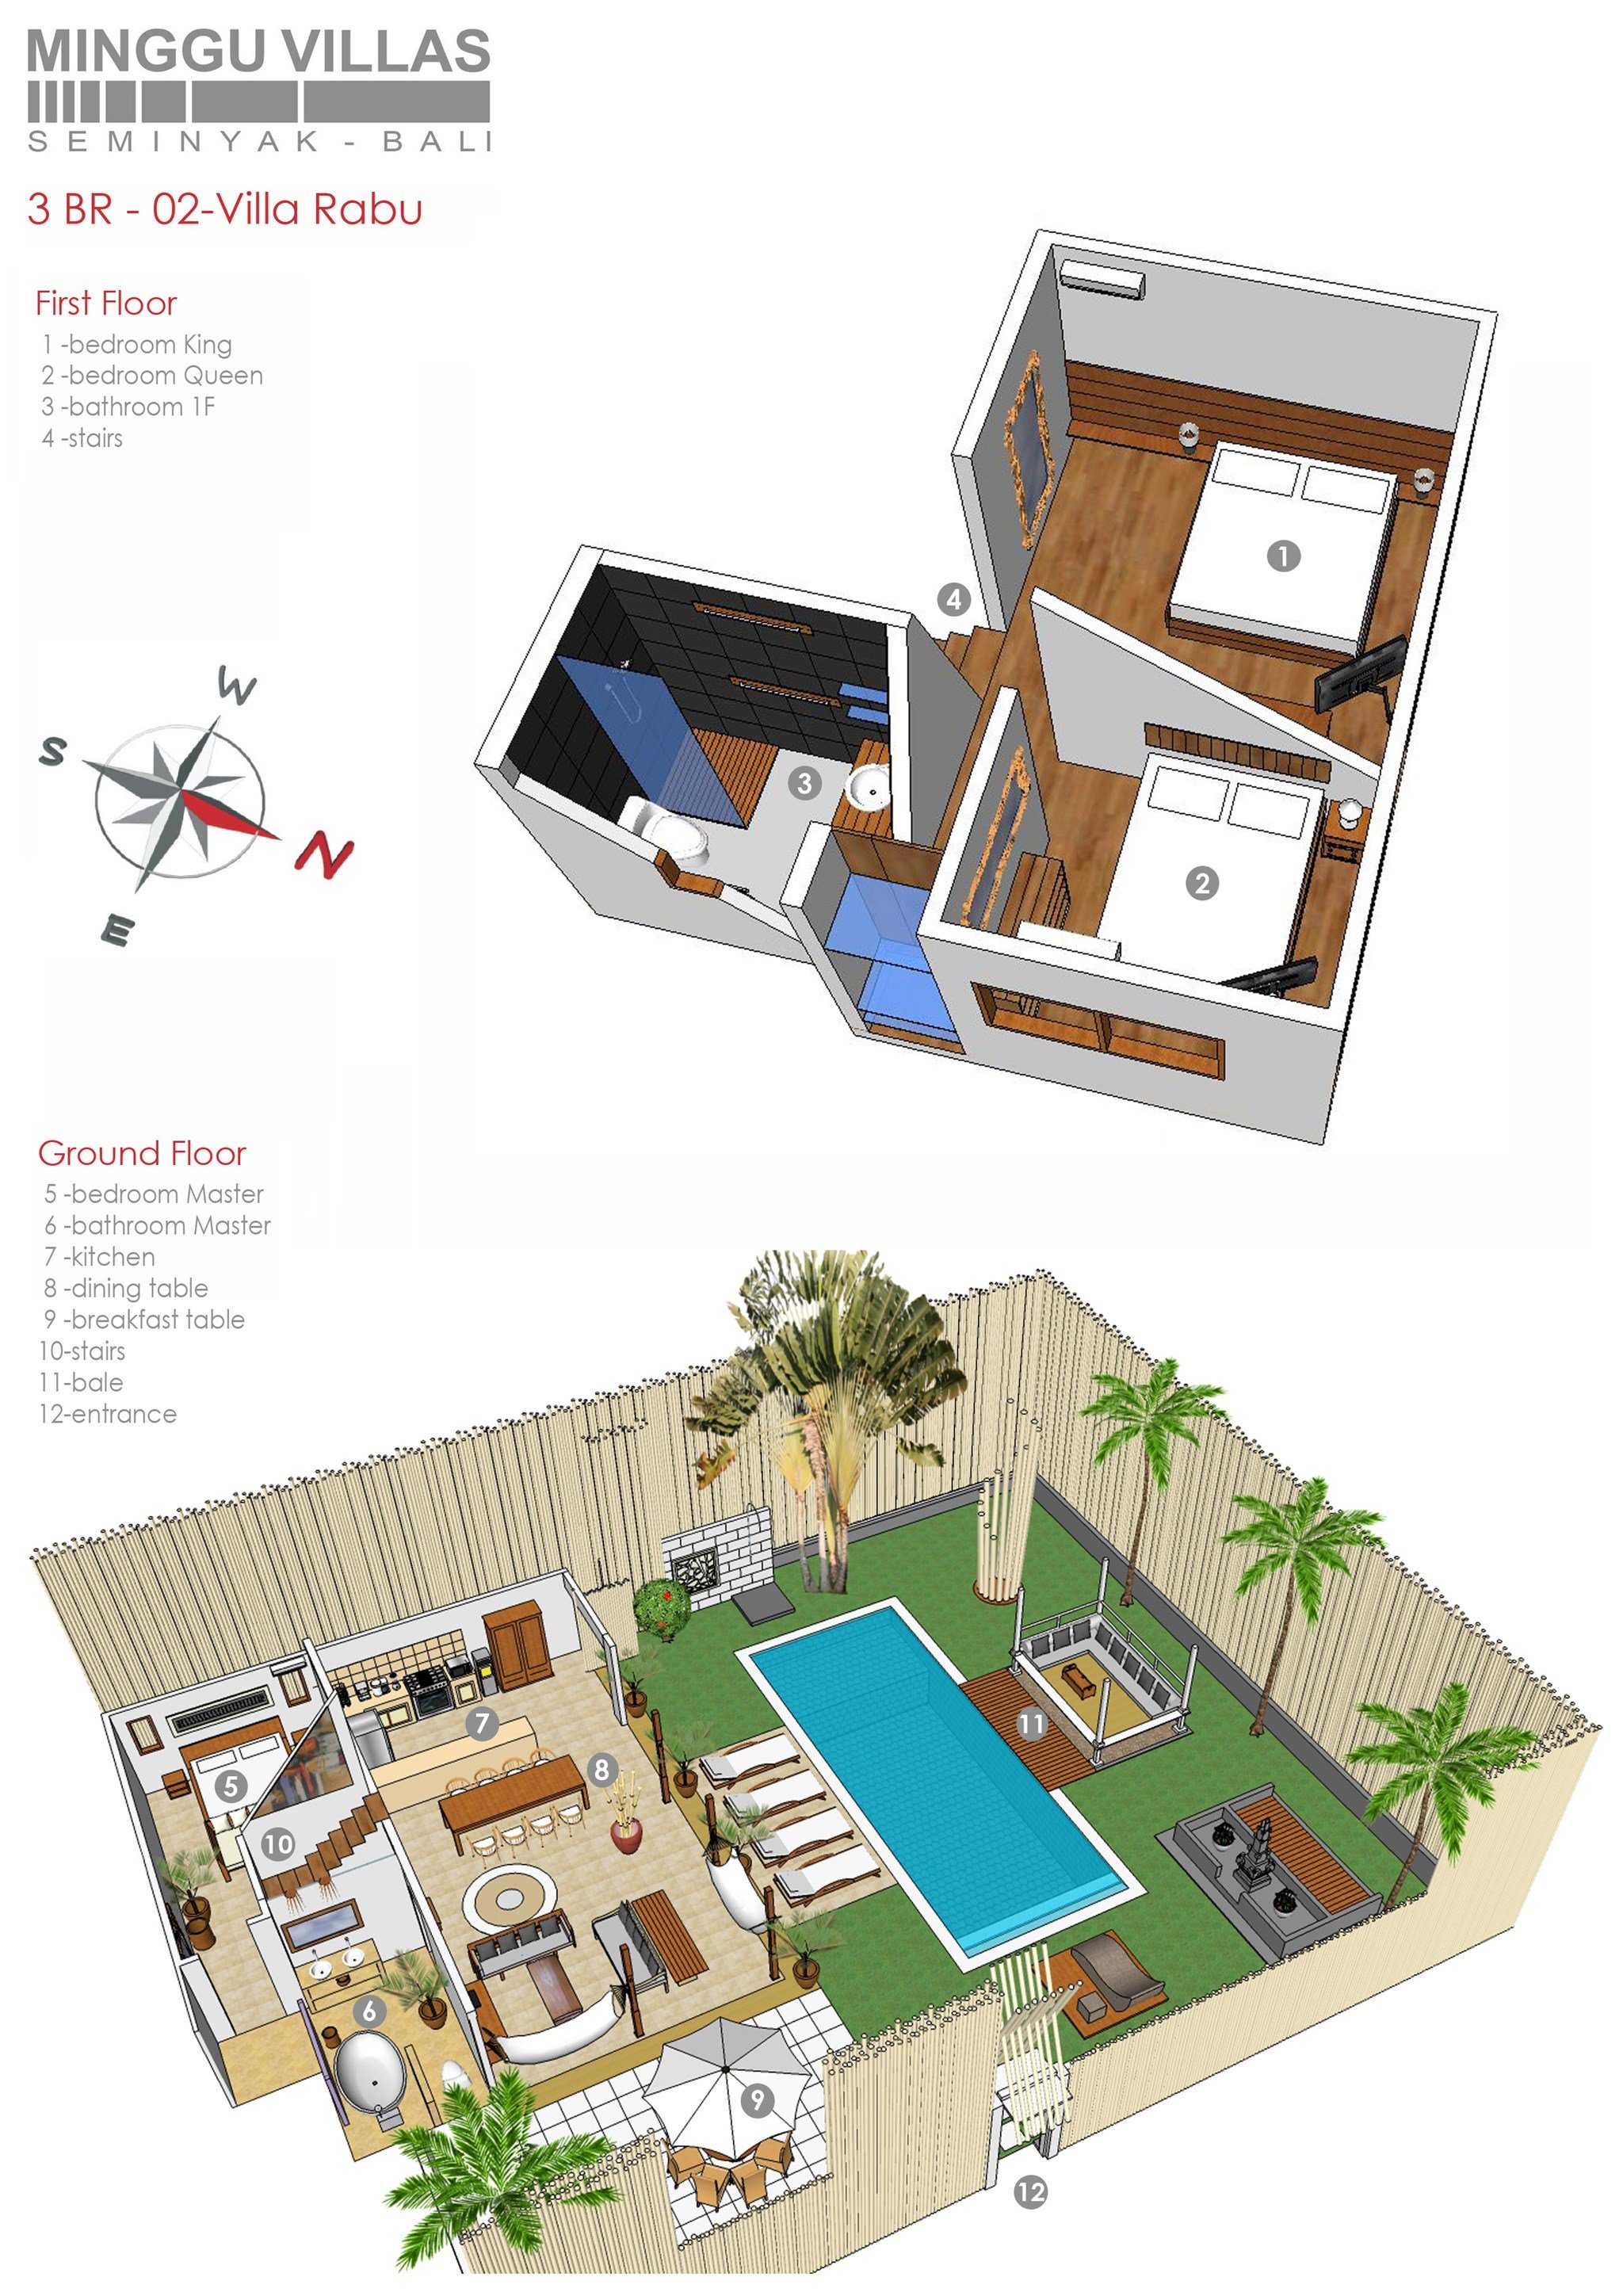 MINGGU VILLAS
SEMINYAK - BALI
3 BR - 02-Villa Rabu
First Floor
1 -bedroom King
2 -bedroom Queen
3 -bathroom 1F
4 -stairs
1
4
W
S
3
N
2
E
Ground Floor
5 -bedroom Master
6 -bathroom Master
7 -kitchen
8 -dining table
9 -breakfast table
10-stairs
11-bale
12-entrance
7
11
8
5
10
6
9
12